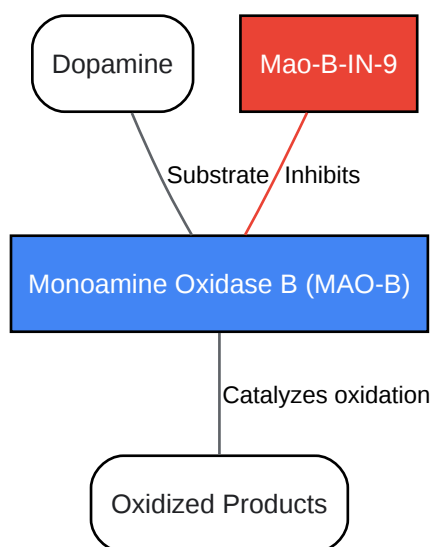 Dopamine
Mao-B-IN-9
Substrate
Inhibits
Monoamine Oxidase B (MAO-B)
Catalyzes oxidation
Oxidized Products